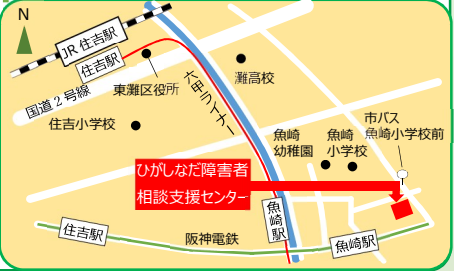 N
JR 住吉駅
住吉駅
東灘区役所
灘高校
国道2号線
六甲ライナー
住吉小学校
市バス
魚崎小学校前
魚崎
幼稚園
魚崎
小学校
ひがしなだ障害者
相談支援センター
魚崎駅
住吉駅
阪神電鉄
魚崎駅